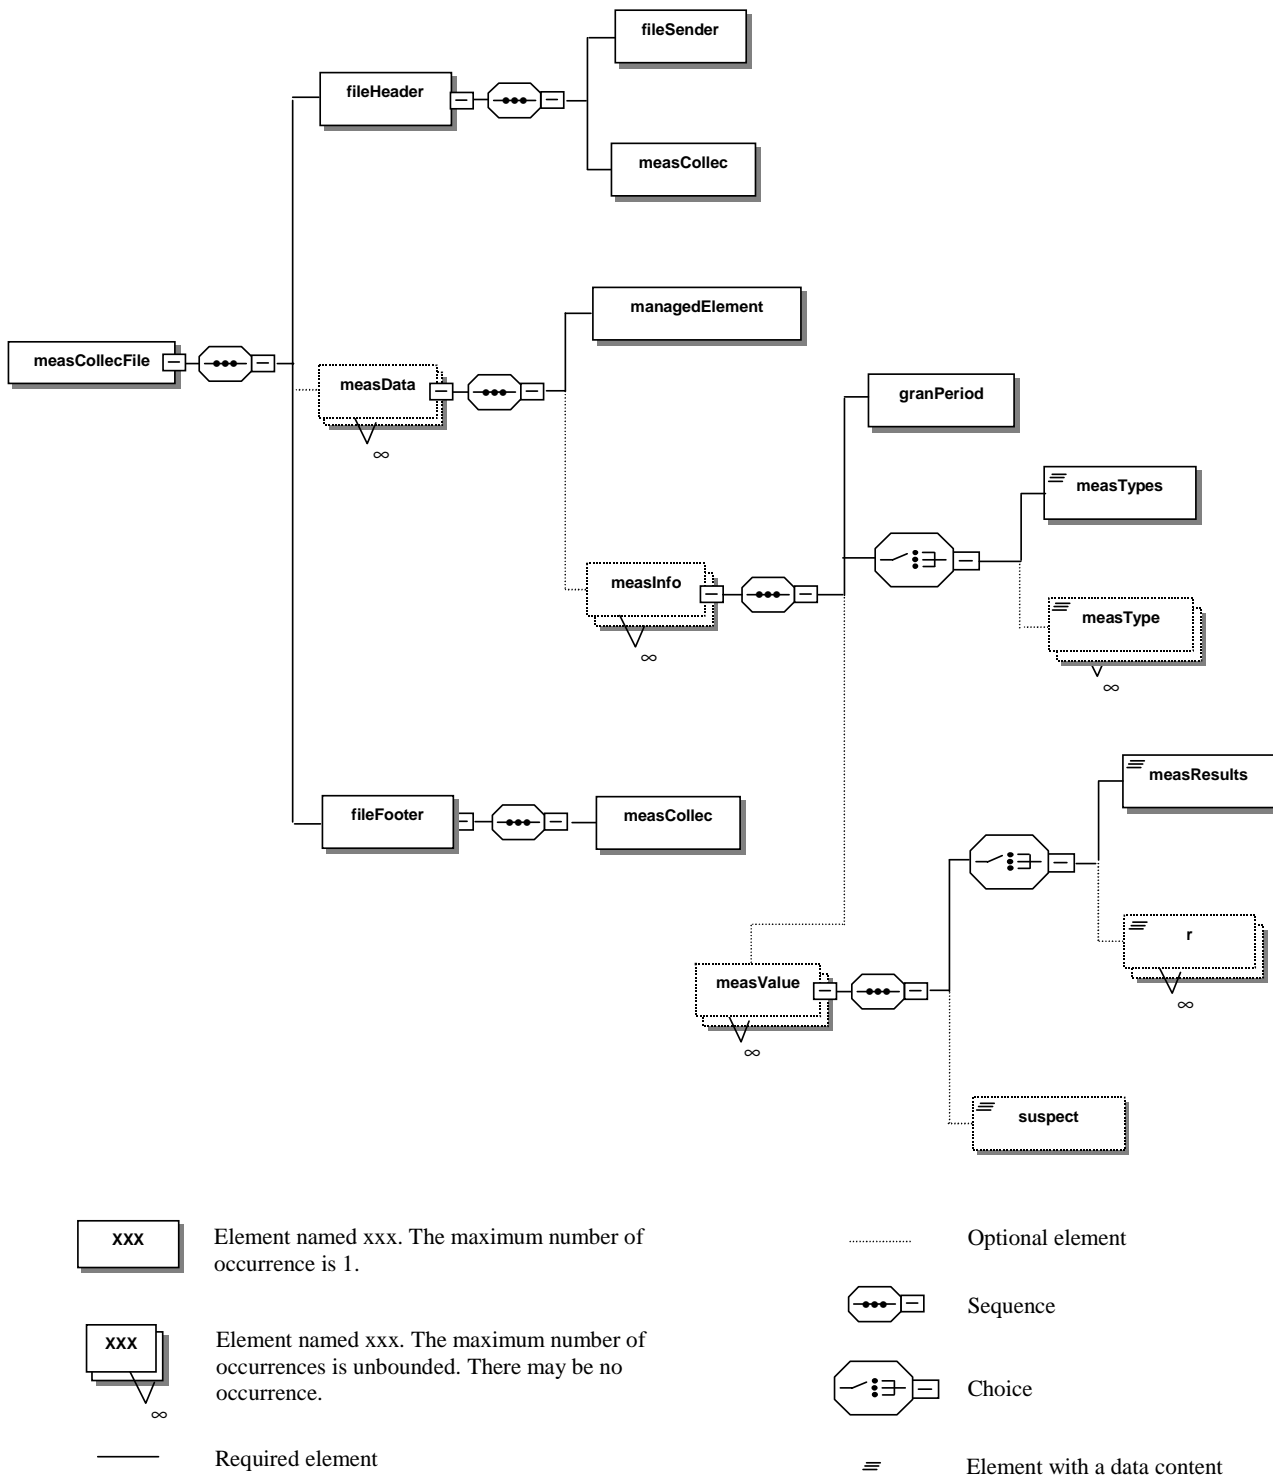 fileSender
fileHeader
measCollec
managedElement
measCollecFile
measData
∞
granPeriod
measTypes
measInfo
∞
measType
∞
measResults
fileFooter
measCollec
r
∞
measValue
∞
suspect
XXX
Element named xxx. The maximum number of
occurrence is 1.
XXX
∞
Element named xxx. The maximum number of
occurrences is unbounded. There may be no
occurrence.
Required element
Optional element
Sequence
Choice
Element with a data content